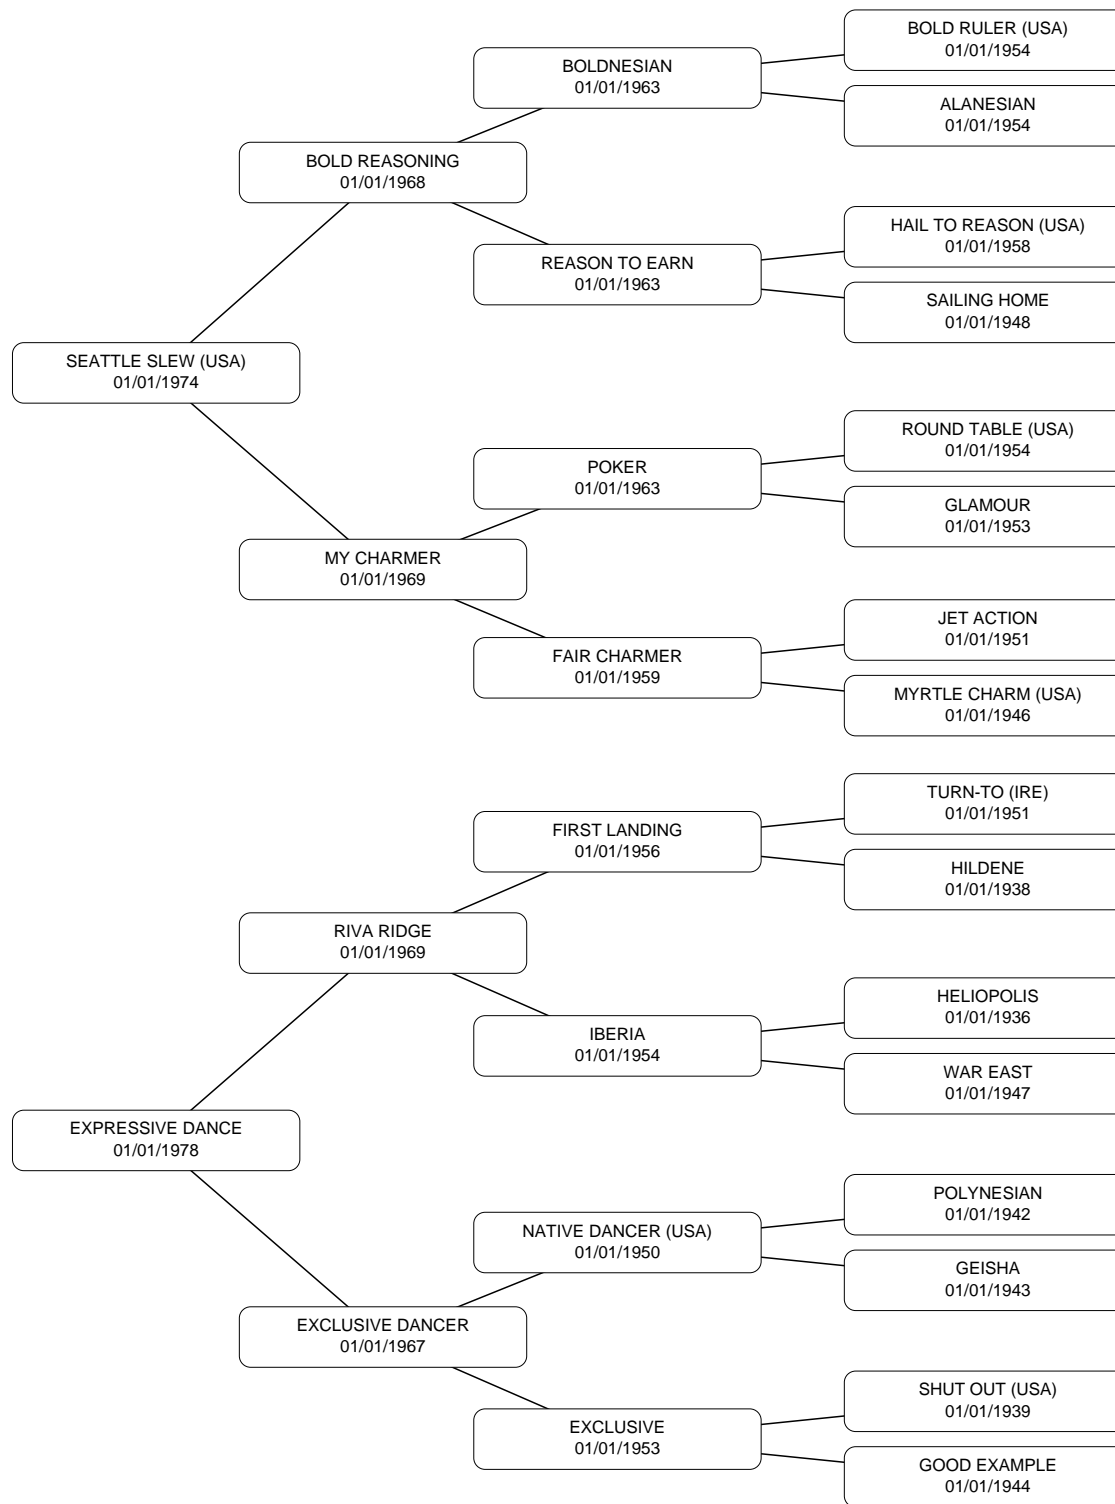 BOLD RULER (USA)
01/01/1954
BOLDNESIAN
01/01/1963
ALANESIAN
01/01/1954
BOLD REASONING
01/01/1968
HAIL TO REASON (USA)
01/01/1958
REASON TO EARN
01/01/1963
SAILING HOME
01/01/1948
SEATTLE SLEW (USA)
01/01/1974
ROUND TABLE (USA)
01/01/1954
POKER
01/01/1963
GLAMOUR
01/01/1953
MY CHARMER
01/01/1969
JET ACTION
01/01/1951
FAIR CHARMER
01/01/1959
MYRTLE CHARM (USA)
01/01/1946
TURN-TO (IRE)
01/01/1951
FIRST LANDING
01/01/1956
HILDENE
01/01/1938
RIVA RIDGE
01/01/1969
HELIOPOLIS
01/01/1936
IBERIA
01/01/1954
WAR EAST
01/01/1947
EXPRESSIVE DANCE
01/01/1978
POLYNESIAN
01/01/1942
NATIVE DANCER (USA)
01/01/1950
GEISHA
01/01/1943
EXCLUSIVE DANCER
01/01/1967
SHUT OUT (USA)
01/01/1939
EXCLUSIVE
01/01/1953
GOOD EXAMPLE
01/01/1944